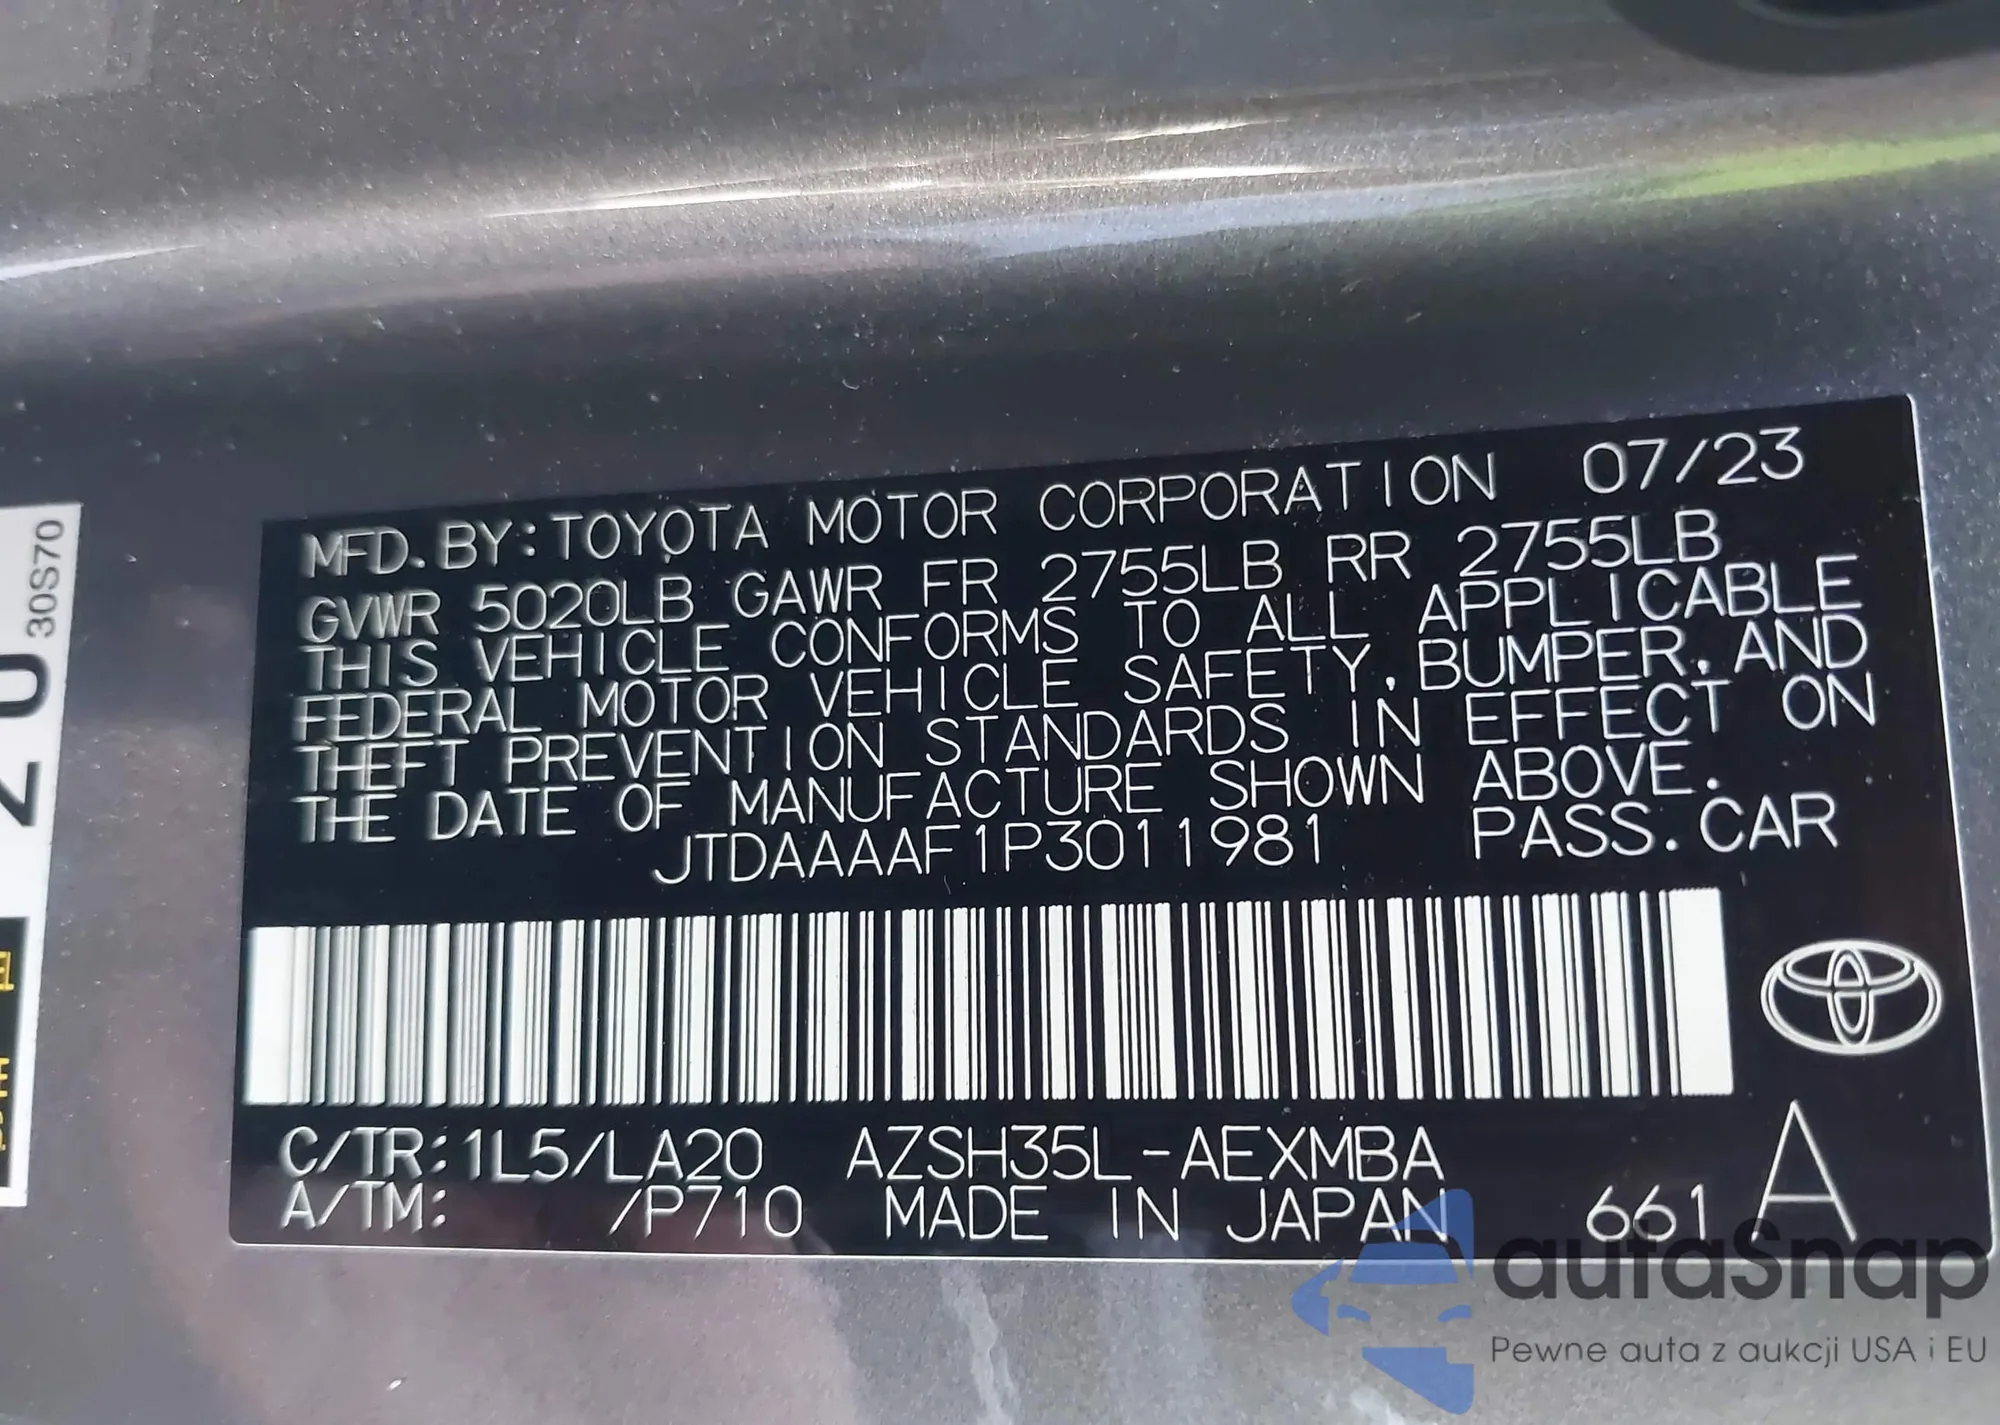 MFD. BY: TOYOTA MOTOR CORPORATION 07/23
GVWR 5020LB GAWR FR 2755LB RR 2755LB
THIS VEHICLE CONFORMS TO ALL APPLICABLE
FEDERAL MOTOR VEHICLE SAFETY, BUMPER, AND
THEFT PREVENTION STANDARDS IN EFFECT ON
THE DATE OF MANUFACTURE SHOWN ABOVE.
JTDAAAAF1P3011981 PASS. CAR
C/TR: 1L5/LA20 AZSH35L-AEXMBA A
A/TM: /P710 MADE IN JAPAN 661
30S70
20
autaSnap
Pewne auta z aukcji USA i EU